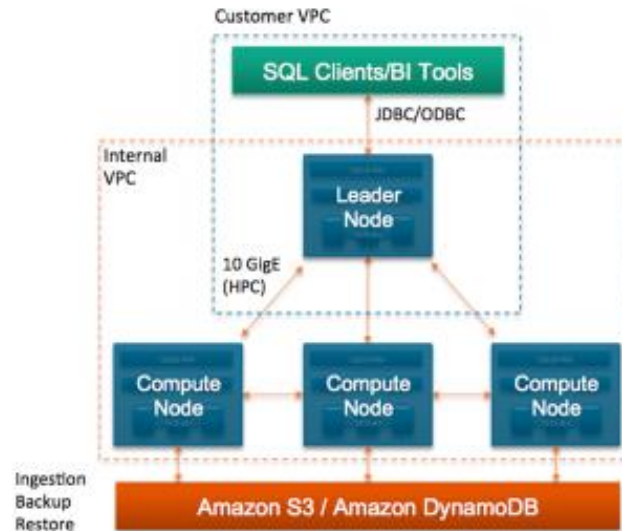 Customer VPC
SQL Clients/BI Tools
JDBC/ODBC
Internal
VPC
Leader
Node
10 GigE
(HPC)
Compute
Node
Compute
Node
Compute
Node
Ingestion
Backup
Restore
Amazon S3 / Amazon DynamoDB